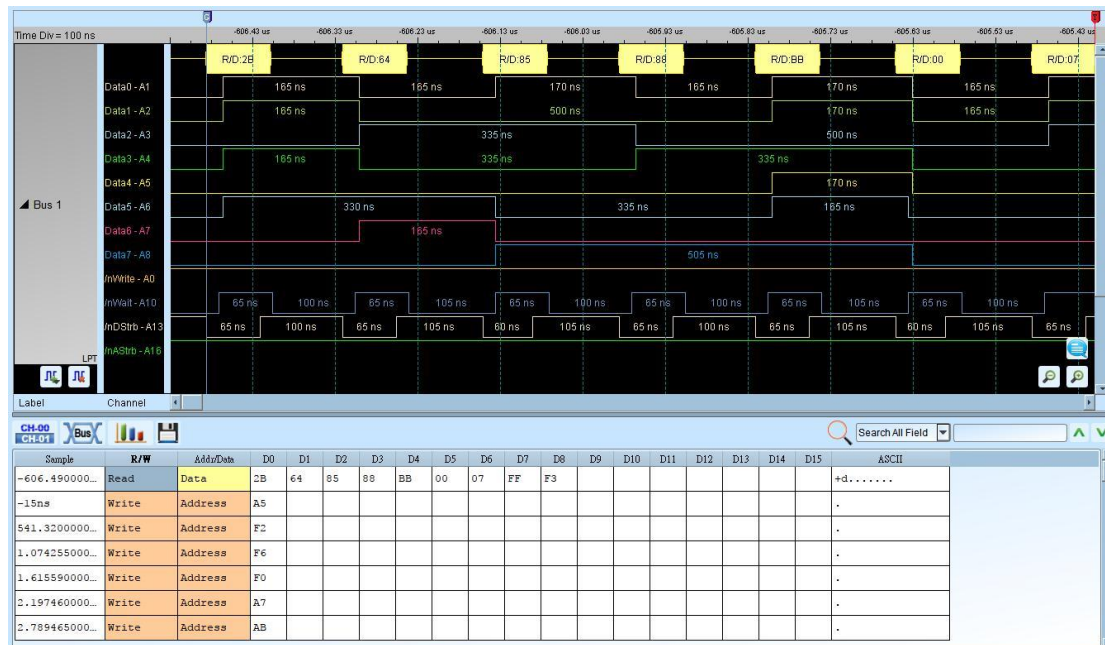 Time Div = 100 ns
-606.43 us -606.33 us -606.23 us -606.13 us -606.03 us -605.93 us -605.83 us -605.73 us -605.63 us -605.53 us -605.43 us
R/D:2B R/D:64 R/D:85 R/D:88 R/D:BB R/D:00 R/D:07
Data0 - A1 165 ns 165 ns 170 ns 165 ns 170 ns 165 ns
Data1 - A2 165 ns 500 ns 170 ns 165 ns
Data2 - A3 335 ns 500 ns
Data3 - A4 165 ns 335 ns 335 ns
Data4 - A5 170 ns
Bus 1 Data5 - A6 330 ns 335 ns 165 ns
Data6 - A7 165 ns
Data7 - A8 505 ns
/nWrite - A0
/nWait - A10 65 ns 100 ns 65 ns 105 ns 65 ns 100 ns 65 ns 100 ns 65 ns 105 ns 65 ns 100 ns
/nDStrb - A13 65 ns 100 ns 65 ns 105 ns 60 ns 105 ns 65 ns 100 ns 65 ns 105 ns 60 ns 105 ns 65 ns
/nAStrb - A16
LPT
Label Channel
CH-00
CH-01
Bus
Search All Field
Sample R/W Addr/Data D0 D1 D2 D3 D4 D5 D6 D7 D8 D9 D10 D11 D12 D13 D14 D15 ASCII
-606.490000... Read Data 2B 64 85 88 BB 00 07 FF F3 +d.......
-15ns Write Address A5 .
541.3200000... Write Address F2 .
1.074255000... Write Address F6 .
1.615590000... Write Address F0 .
2.197460000... Write Address A7 .
2.789465000... Write Address AB .